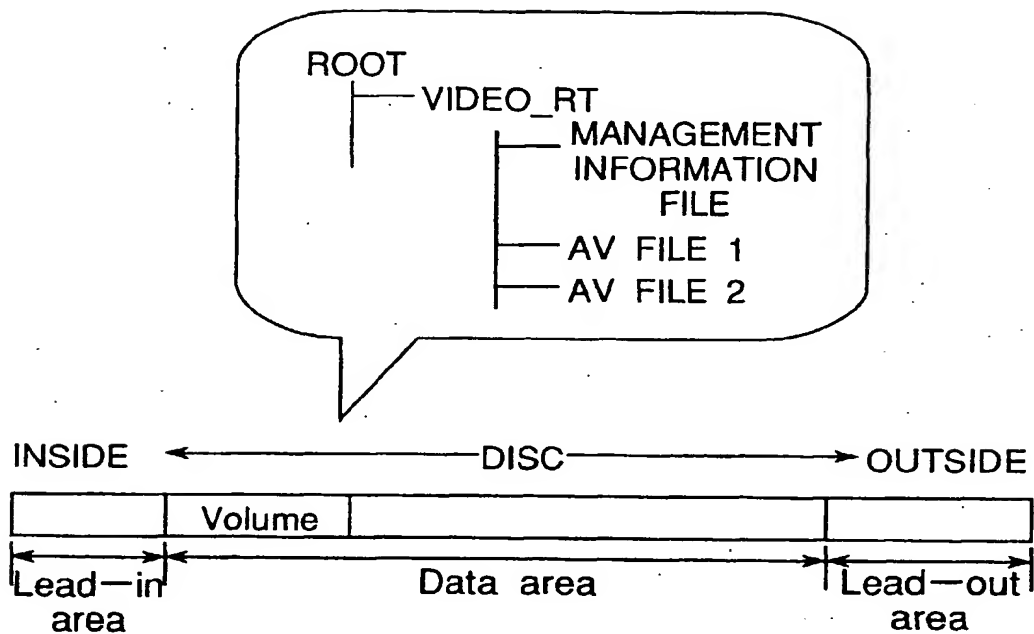 ROOT
VIDEO_RT
MANAGEMENT
INFORMATION
FILE
AV FILE 1
AV FILE 2
INSIDE DISC OUTSIDE
Volume
Lead-in area
Data area
Lead-out area